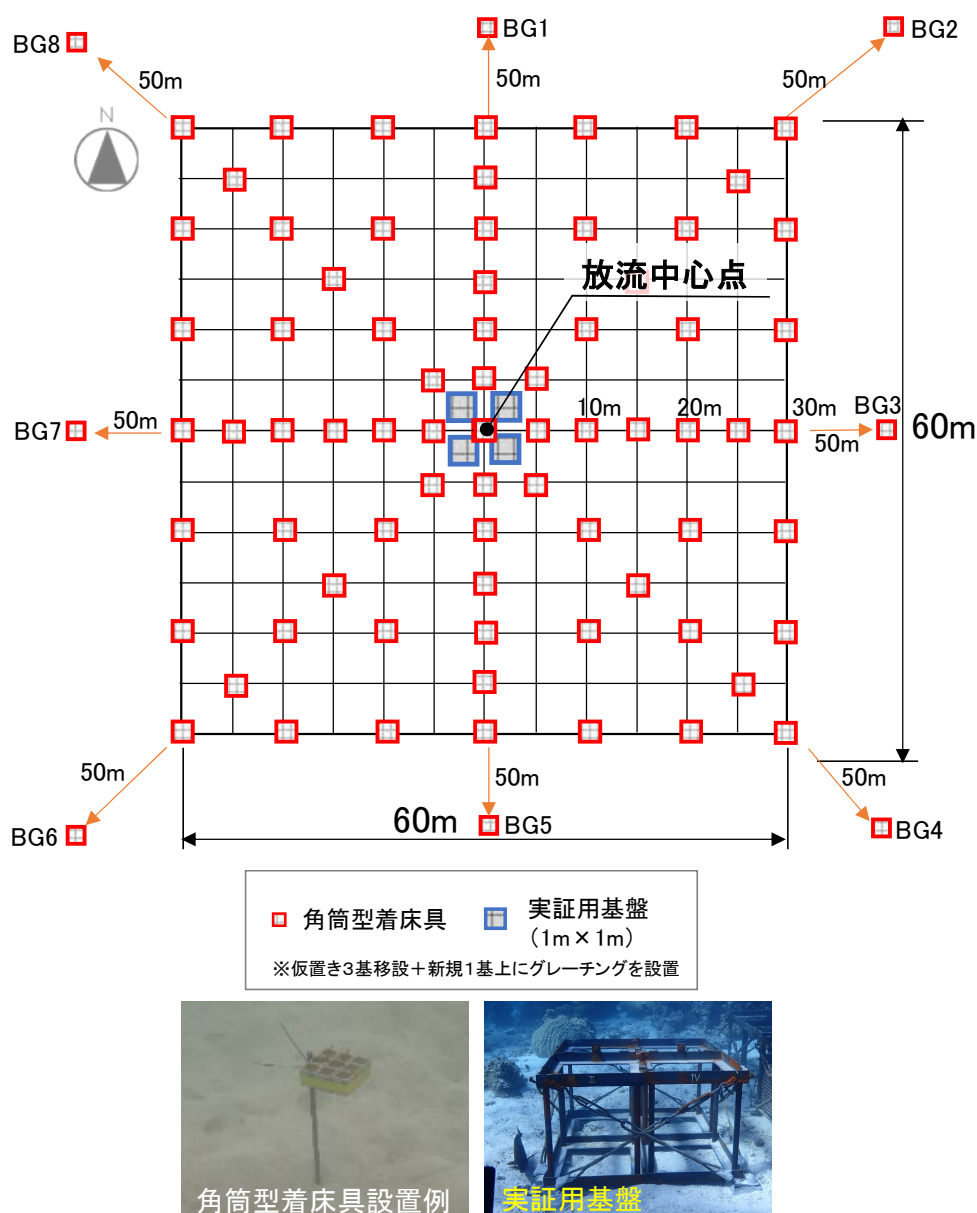 BG8
BG1
BG2
50m
50m
50m
N
放流中心点
10m
20m
30m
BG3
BG7
50m
50m
60m
50m
50m
50m
60m
BG6
BG5
BG4
角筒型着床具
実証用基盤
(1m×1m)
※仮置き3基移設+新規1基上にグレーチングを設置
II
IV
角筒型着床具設置例
実証用基盤